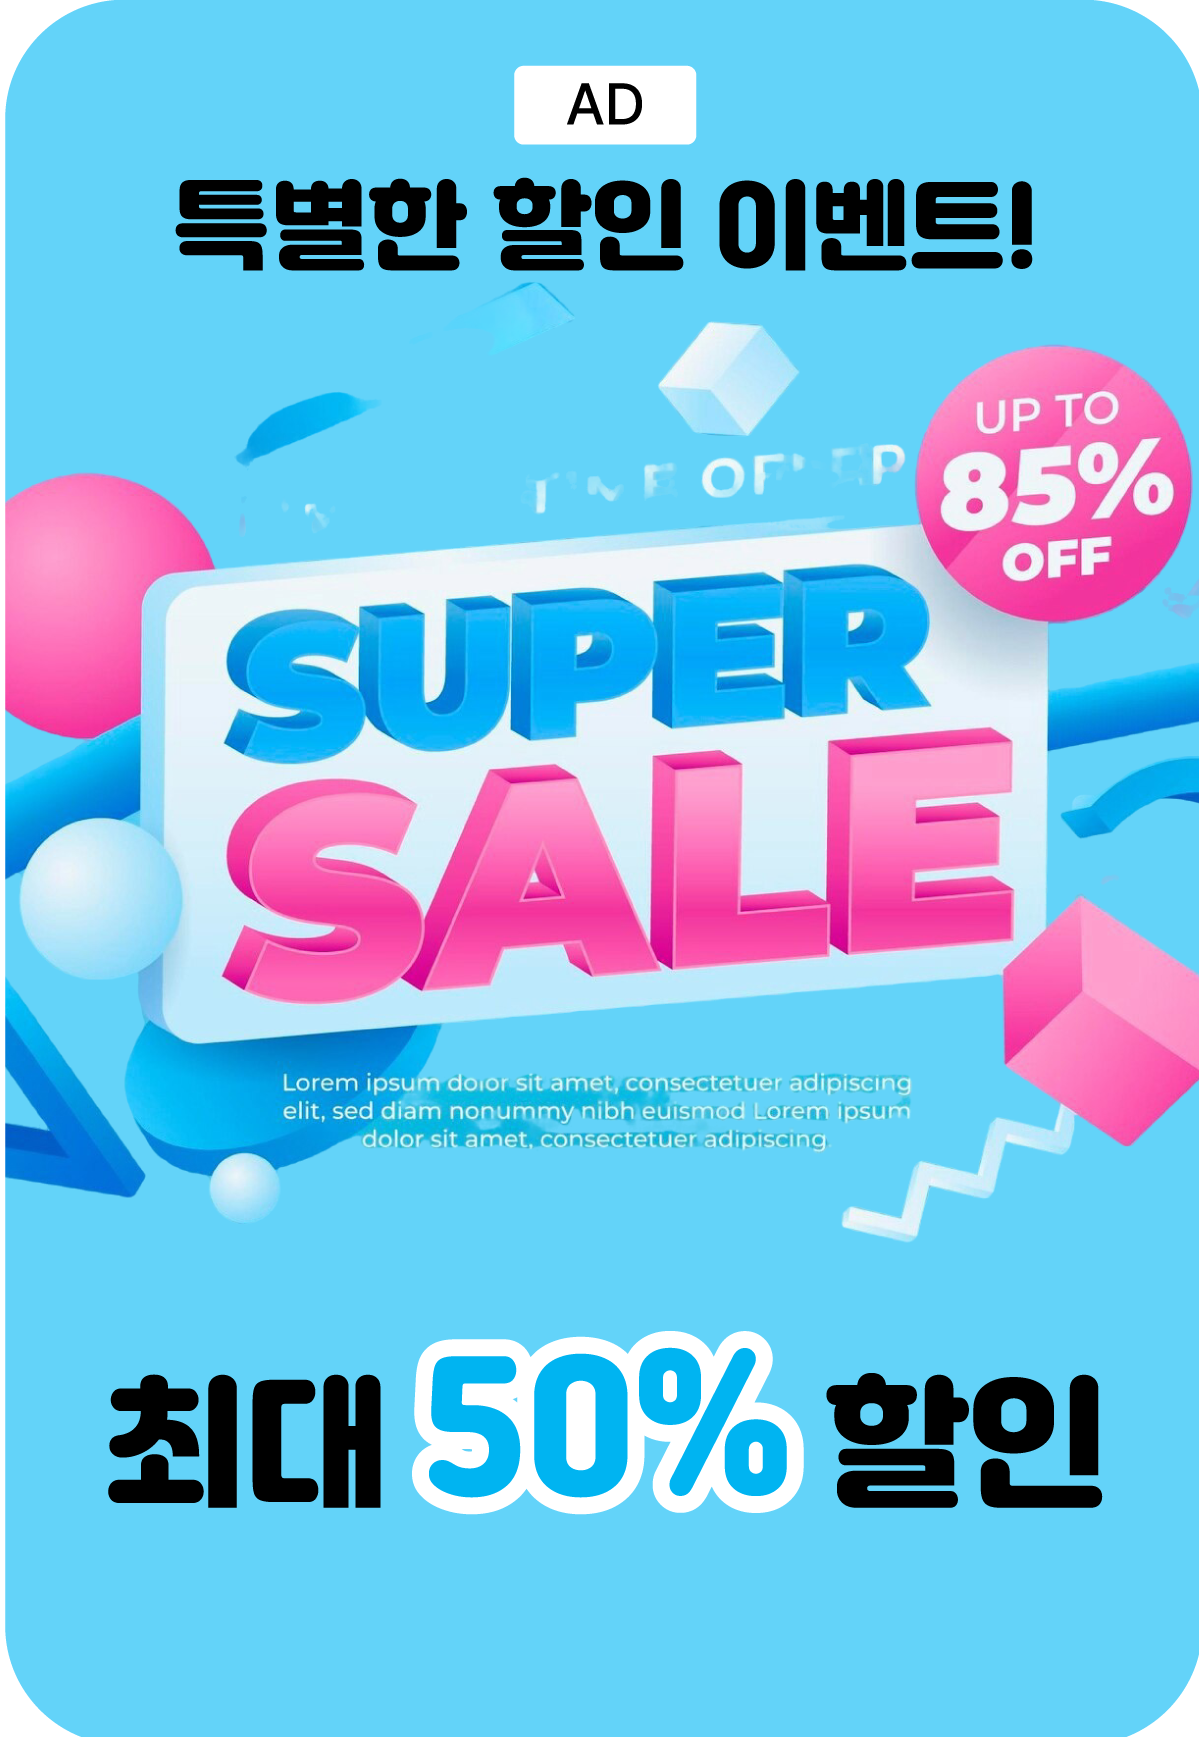 AD
특별한 할인 이벤트!
UP TO
85%
OFF
SUPER
SALE
Lorem ipsum dolor sit amet, consectetuer adipiscing
elit, sed diam nonummy nibh euismod Lorem ipsum
dolor sit amet, consectetuer adipiscing.
최대 50% 할인